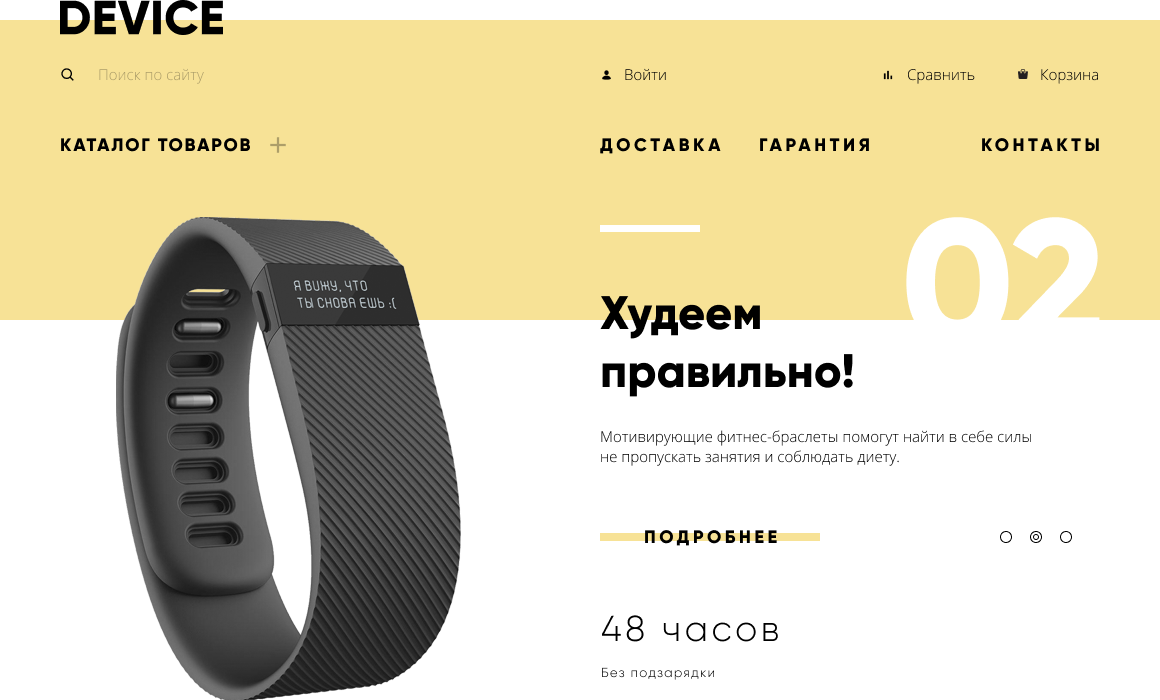 DEVICE
Поиск по сайту
Войти
Сравнить
Корзина
КАТАЛОГ ТОВАРОВ
ДОСТАВКА
ГАРАНТИЯ
КОНТАКТЫ
02
Я ВИЖУ, ЧТО
ТЫ СНОВА ЕШЬ :(
Худеем
правильно!
Мотивирующие фитнес-браслеты помогут найти в себе силы
не пропускать занятия и соблюдать диету.
ПОДРОБНЕЕ
48 часов
Без подзарядки